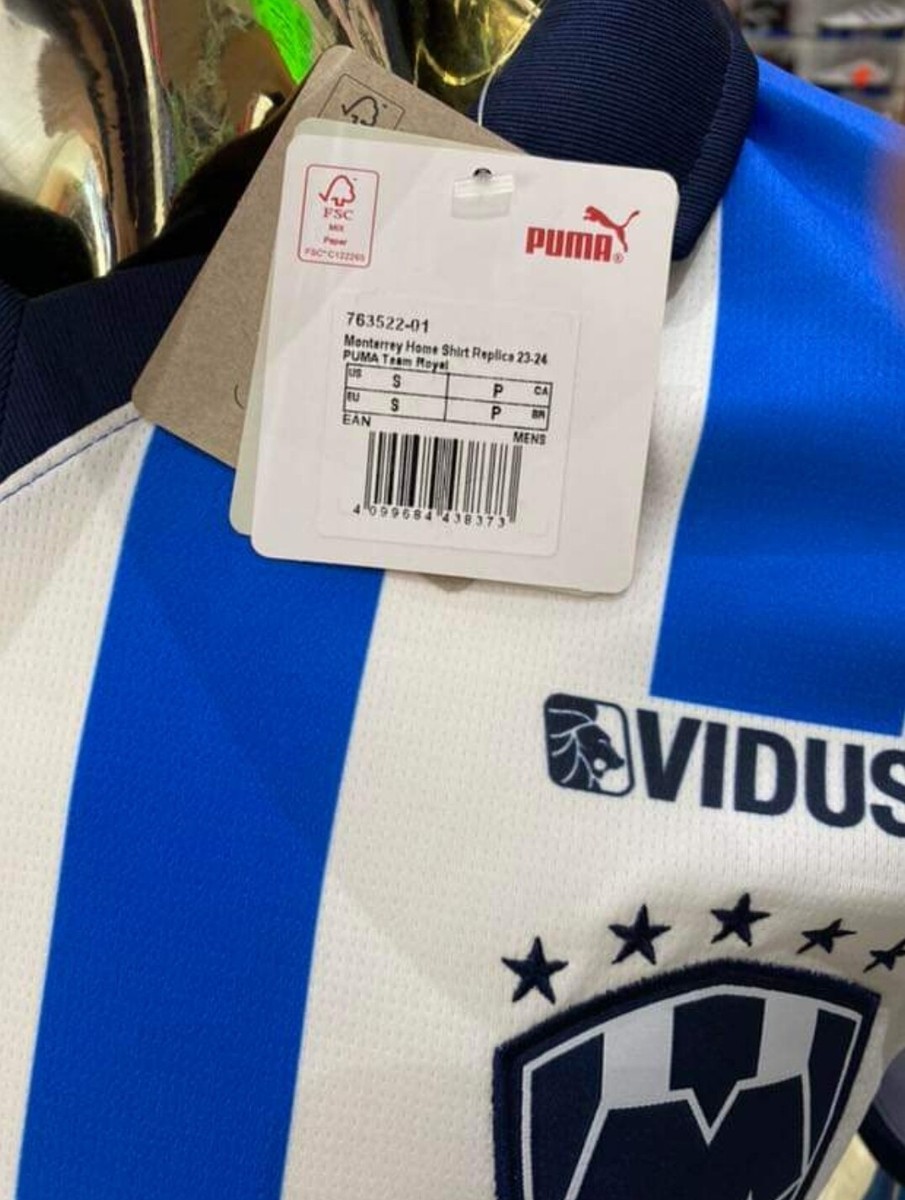 FSC
MIX
Paper
FSC® C122265
PUMA®
763522-01
Monterrey Home Shirt Replica 23-24
PUMA Team Royal
US S P CA
EU S P BR
EAN MENS
4 099684 438373
VIDUS